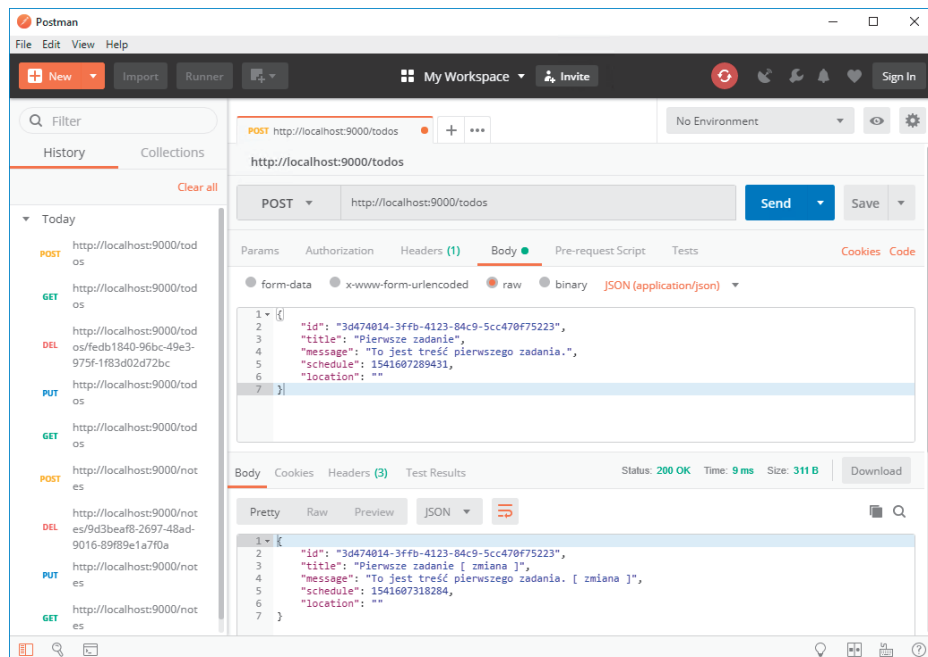 Postman
File Edit View Help
New Import Runner My Workspace Invite Sign In
Filter
History Collections
Clear all
Today
POST http://localhost:9000/tod
os
GET http://localhost:9000/tod
os
DEL http://localhost:9000/tod
os/fedb1840-96bc-49e3-
975f-1f83d02d72bc
PUT http://localhost:9000/tod
os
GET http://localhost:9000/tod
os
POST http://localhost:9000/not
es
DEL http://localhost:9000/not
es/9d3beaf8-2697-48ad-
9016-89f89e1a7f0a
PUT http://localhost:9000/not
es
GET http://localhost:9000/not
es
POST http://localhost:9000/todos
No Environment
http://localhost:9000/todos
POST http://localhost:9000/todos Send Save
Params Authorization Headers (1) Body Pre-request Script Tests Cookies Code
form-data x-www-form-urlencoded raw binary JSON (application/json)
1 {
2 "id": "3d474014-3ffb-4123-84c9-5cc470f75223",
3 "title": "Pierwsze zadanie",
4 "message": "To jest treść pierwszego zadania.",
5 "schedule": 1541607289431,
6 "location": ""
7 }
Body Cookies Headers (3) Test Results Status: 200 OK Time: 9 ms Size: 311 B Download
Pretty Raw Preview JSON
1 {
2 "id": "3d474014-3ffb-4123-84c9-5cc470f75223",
3 "title": "Pierwsze zadanie [ zmiana ]",
4 "message": "To jest treść pierwszego zadania. [ zmiana ]",
5 "schedule": 1541607318284,
6 "location": ""
7 }